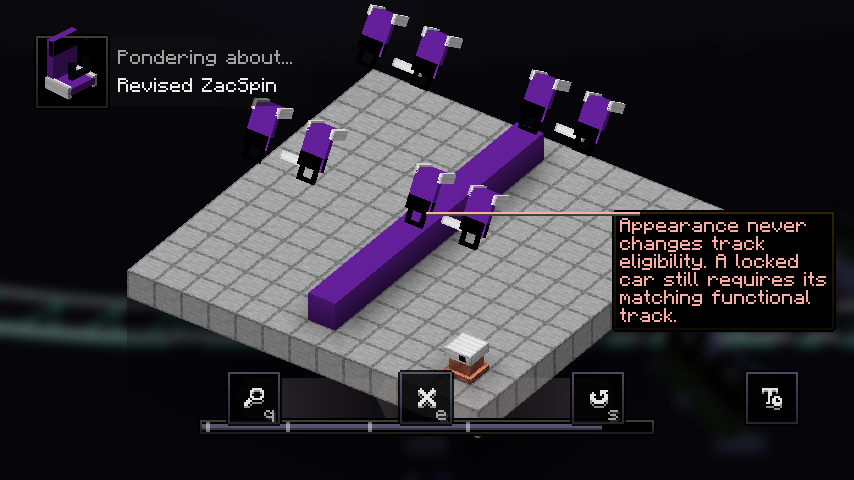 Pondering about...
Revised ZacSpin
Appearance never
changes track
eligibility. A locked
car still requires its
matching functional
track.
q
e
s
T